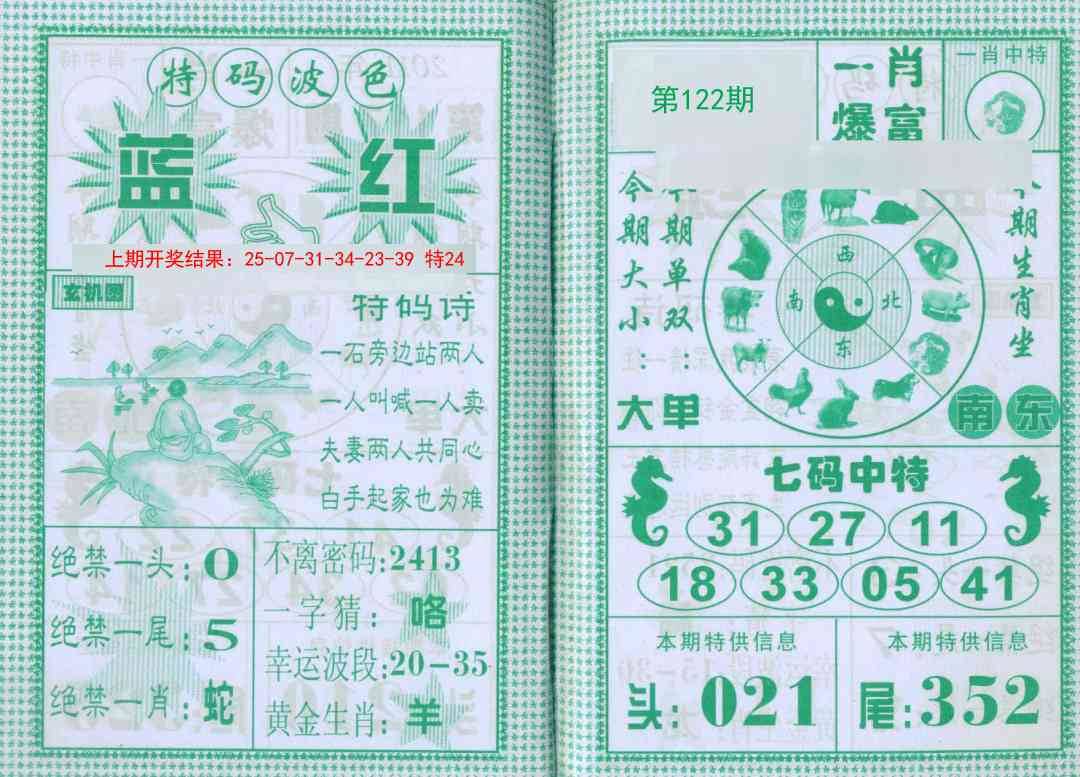 特码波色
蓝 红
上期开奖结果：25-07-31-34-23-39 特24
玄机图
特码诗
一石旁边站两人
一人叫喊一人卖
夫妻两人共同心
白手起家也为难
绝禁一头：0
绝禁一尾：5
绝禁一肖：蛇
不离密码：2413
一字猜：咯
幸运波段：20-35
黄金生肖：羊
第122期
一肖
爆富
一肖中特
今期大小：
大
期单双：
单
西
南 北
东
期生肖坐
南 东
七码中特
31 27 11
18 33 05 41
本期特供信息
头：021
本期特供信息
尾：352